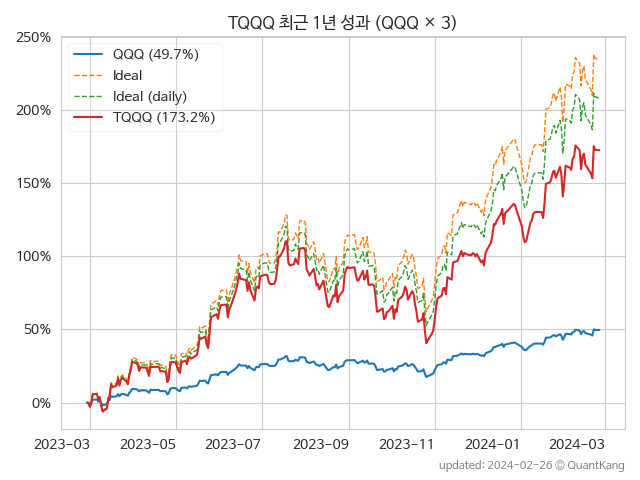 TQQQ 최근 1년 성과 (QQQ × 3)
QQQ (49.7%)
Ideal
Ideal (daily)
TQQQ (173.2%)
250%
200%
150%
100%
50%
0%
2023-03 2023-05 2023-07 2023-09 2023-11 2024-01 2024-03
updated: 2024-02-26 © QuantKang